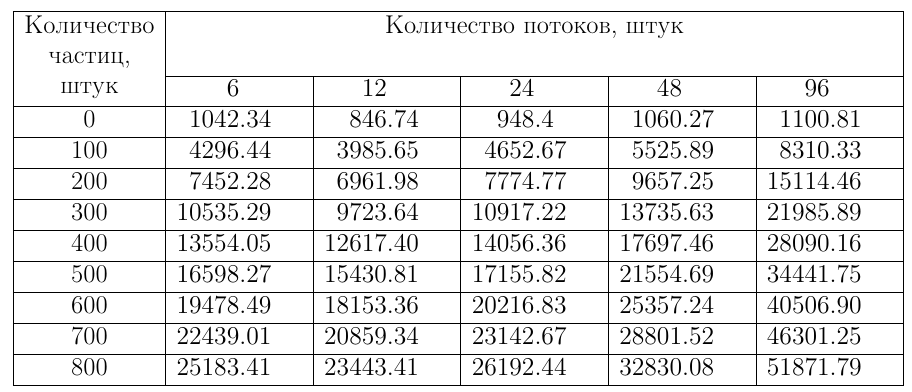 Количество Количество потоков, штук
частиц,
штук 6 12 24 48 96
0 1042.34 846.74 948.4 1060.27 1100.81
100 4296.44 3985.65 4652.67 5525.89 8310.33
200 7452.28 6961.98 7774.77 9657.25 15114.46
300 10535.29 9723.64 10917.22 13735.63 21985.89
400 13554.05 12617.40 14056.36 17697.46 28090.16
500 16598.27 15430.81 17155.82 21554.69 34441.75
600 19478.49 18153.36 20216.83 25357.24 40506.90
700 22439.01 20859.34 23142.67 28801.52 46301.25
800 25183.41 23443.41 26192.44 32830.08 51871.79